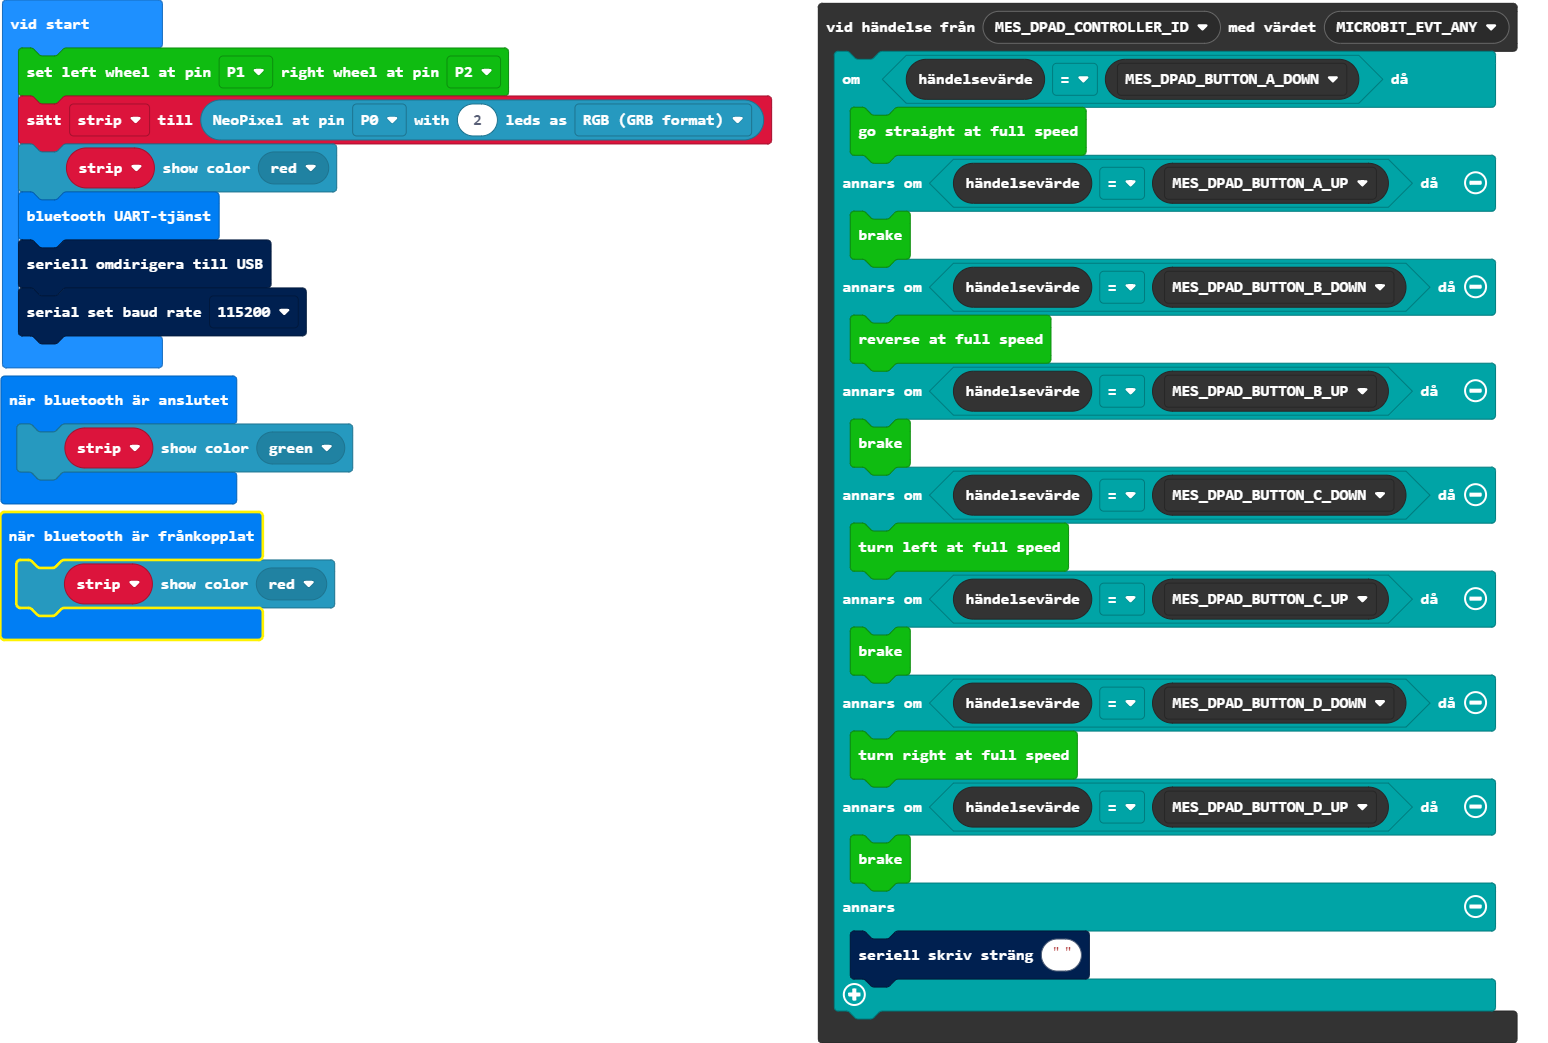 vid start
set left wheel at pin P1 right wheel at pin P2
sätt strip till NeoPixel at pin P0 with 2 leds as RGB (GRB format)
strip show color red
bluetooth UART-tjänst
seriell omdirigera till USB
serial set baud rate 115200
när bluetooth är anslutet
strip show color green
när bluetooth är frånkopplat
strip show color red
vid händelse från MES_DPAD_CONTROLLER_ID med värdet MICROBIT_EVT_ANY
om händelsevärde = MES_DPAD_BUTTON_A_DOWN då
go straight at full speed
annars om händelsevärde = MES_DPAD_BUTTON_A_UP då
brake
annars om händelsevärde = MES_DPAD_BUTTON_B_DOWN då
reverse at full speed
annars om händelsevärde = MES_DPAD_BUTTON_B_UP då
brake
annars om händelsevärde = MES_DPAD_BUTTON_C_DOWN då
turn left at full speed
annars om händelsevärde = MES_DPAD_BUTTON_C_UP då
brake
annars om händelsevärde = MES_DPAD_BUTTON_D_DOWN då
turn right at full speed
annars om händelsevärde = MES_DPAD_BUTTON_D_UP då
brake
annars
seriell skriv sträng " "